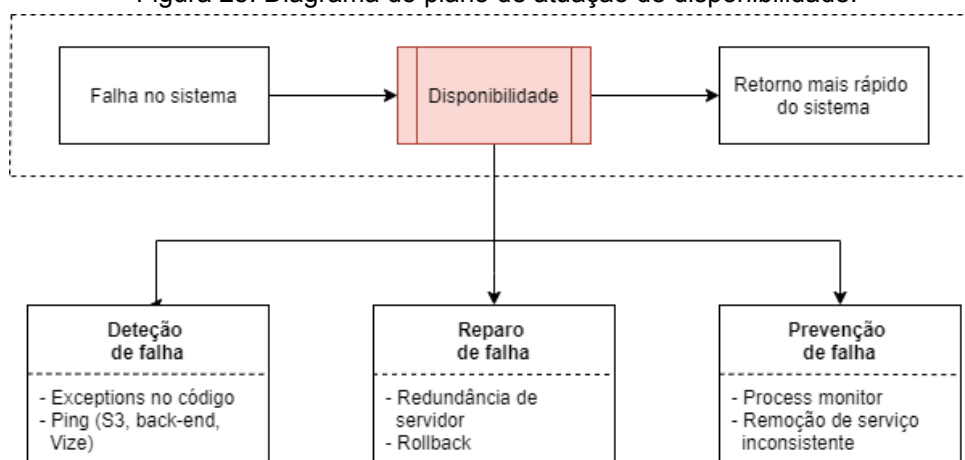 Figura 25: Diagrama do plano de atuação de disponibilidade.
Falha no sistema
Disponibilidade
Retorno mais rápido
do sistema
Deteção
de falha
- Exceptions no código
- Ping (S3, back-end,
Vize)
Reparo
de falha
- Redundância de
servidor
- Rollback
Prevenção
de falha
- Process monitor
- Remoção de serviço
inconsistente